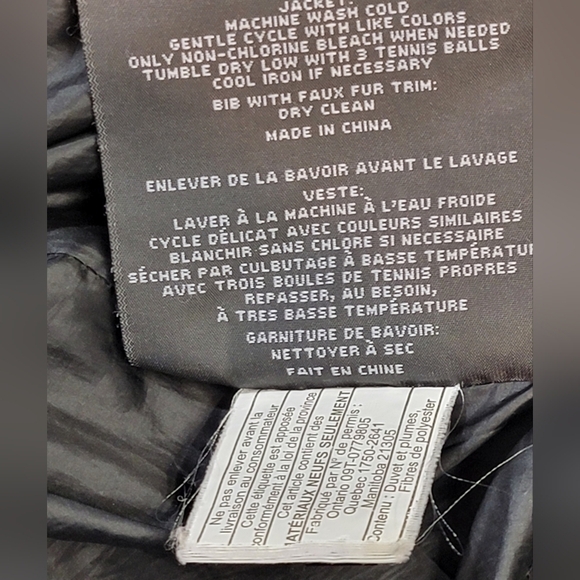 JACKET:
MACHINE WASH COLD
GENTLE CYCLE WITH LIKE COLORS
ONLY NON-CHLORINE BLEACH WHEN NEEDED
TUMBLE DRY LOW WITH 3 TENNIS BALLS
COOL IRON IF NECESSARY
BIB WITH FAUX FUR TRIM:
DRY CLEAN
MADE IN CHINA
ENLEVER DE LA BAVOIR AVANT LE LAVAGE
VESTE:
LAVER À LA MACHINE À L'EAU FROIDE
CYCLE DÉLICAT AVEC COULEURS SIMILAIRES
BLANCHIR SANS CHLORE SI NECESSAIRE
SÉCHER PAR CULBUTAGE À BASSE TEMPÉRATU
AVEC TROIS BOULES DE TENNIS PROPRES
REPASSER, AU BESOIN,
À TRES BASSE TEMPÉRATURE
GARNITURE DE BAVOIR:
NETTOYER À SEC
FAIT EN CHINE
Ne pas enlever avant la
livraison au consommateur
Cette étiquette est apposée
conformément à la loi de la province
Cet article contient des
MATÉRIAUX NEUFS SEULEMENT
Fabriqué par N° de permis :
Ontario 09T-0779805
Quebec 1750-2641
Manitoba 21305
Contenu : Duvet et plumes,
Fibres de polyester